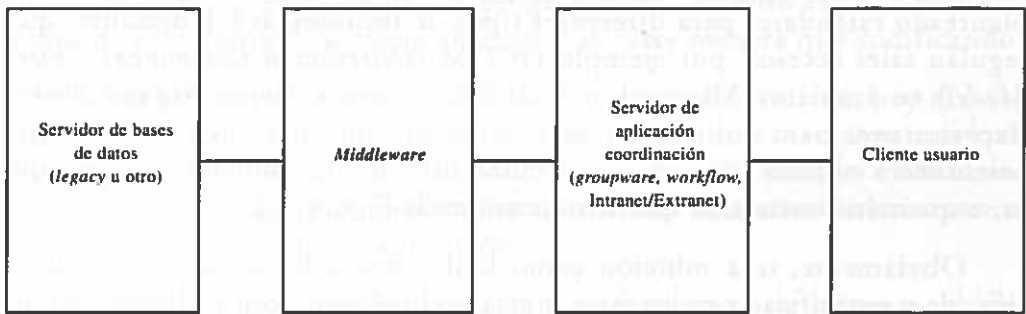 Servidor de bases
de datos
(legacy u otro)
Middleware
Servidor de
aplicación
coordinación
(groupware, workflow,
Intranet/Extranet)
Cliente usuario